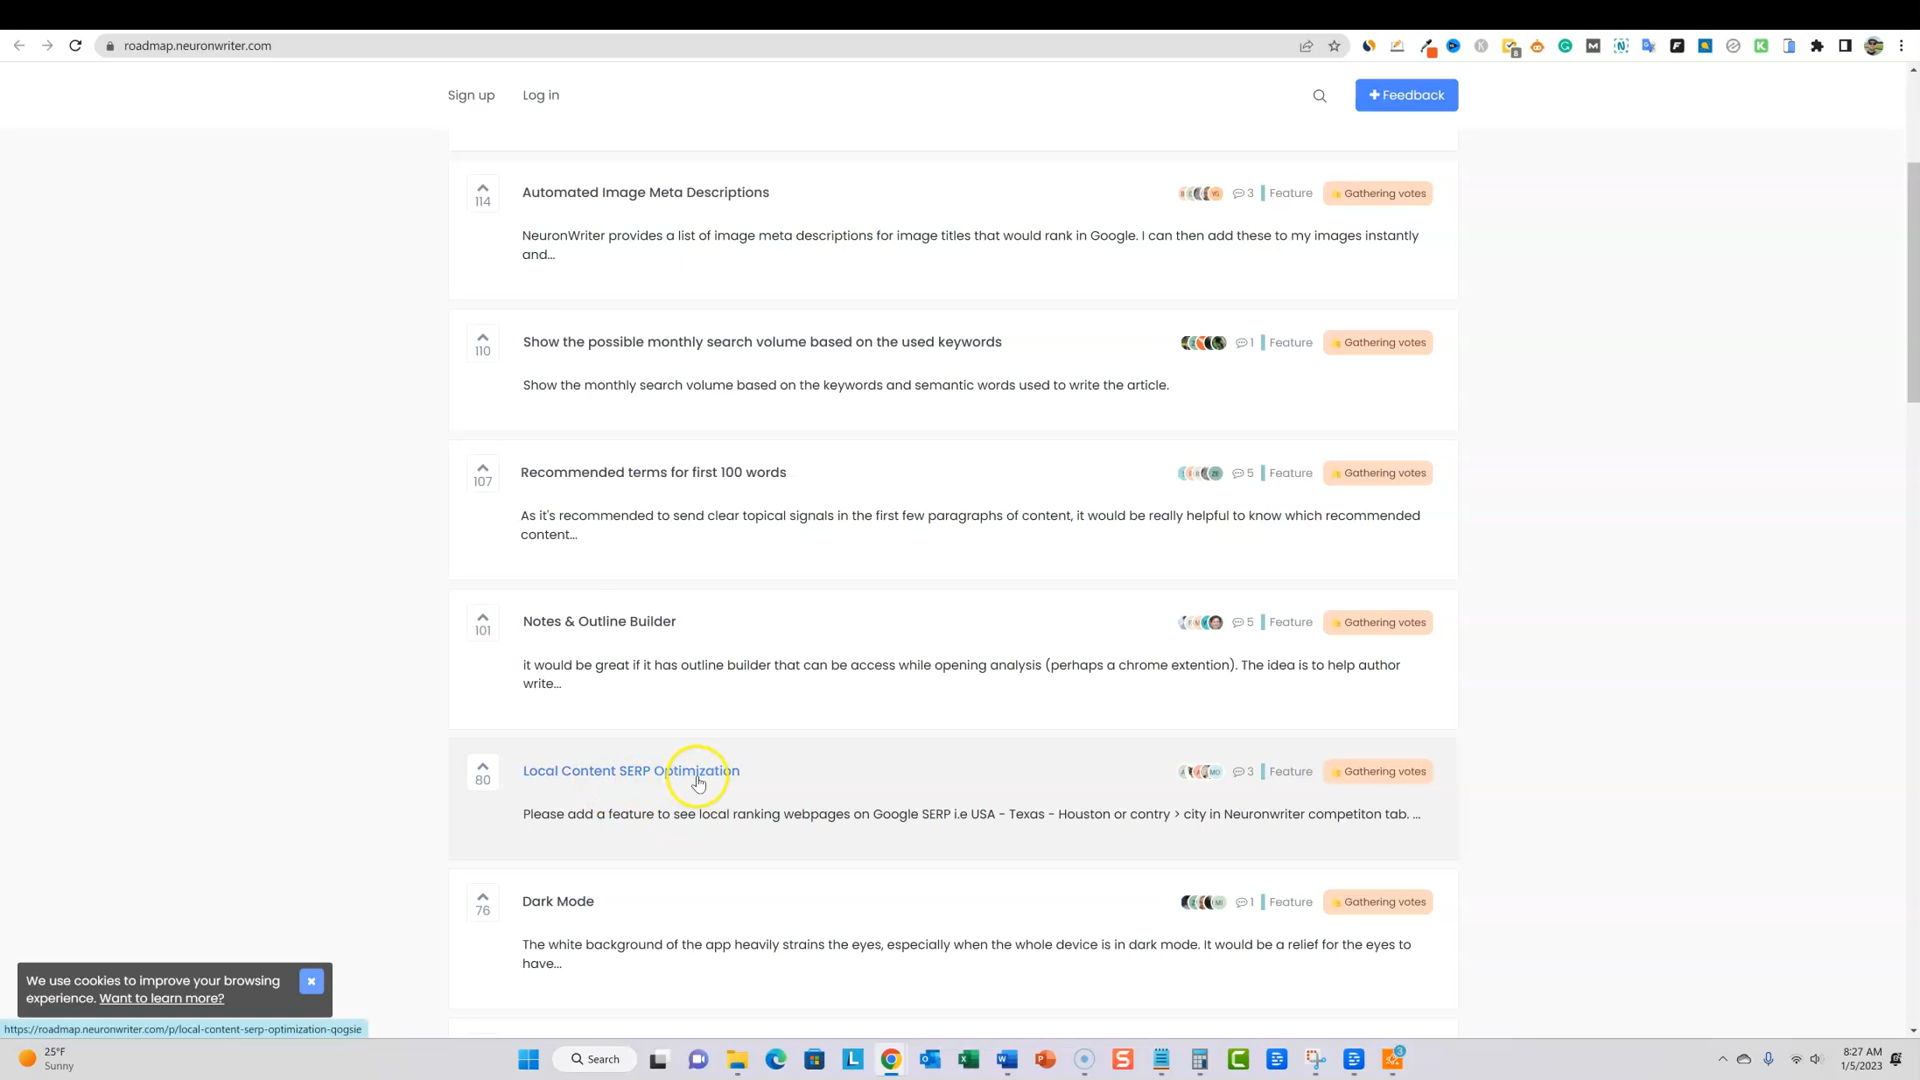 roadmap.neuronwriter.com
Sign up
Log in
+ Feedback
114
Automated Image Meta Descriptions
3
Feature
Gathering votes
NeuronWriter provides a list of image meta descriptions for image titles that would rank in Google. I can then add these to my images instantly
and...
110
Show the possible monthly search volume based on the used keywords
1
Feature
Gathering votes
Show the monthly search volume based on the keywords and semantic words used to write the article.
107
Recommended terms for first 100 words
5
Feature
Gathering votes
As it's recommended to send clear topical signals in the first few paragraphs of content, it would be really helpful to know which recommended
content...
101
Notes & Outline Builder
5
Feature
Gathering votes
it would be great if it has outline builder that can be access while opening analysis (perhaps a chrome extention). The idea is to help author
write...
80
Local Content SERP Optimization
3
Feature
Gathering votes
Please add a feature to see local ranking webpages on Google SERP i.e USA - Texas - Houston or contry > city in Neuronwriter competiton tab. ...
76
Dark Mode
1
Feature
Gathering votes
The white background of the app heavily strains the eyes, especially when the whole device is in dark mode. It would be a relief for the eyes to
have...
We use cookies to improve your browsing
experience. Want to learn more?
https://roadmap.neuronwriter.com/p/local-content-serp-optimization-qogsie
25°F
Sunny
Search
8:27 AM
1/5/2023